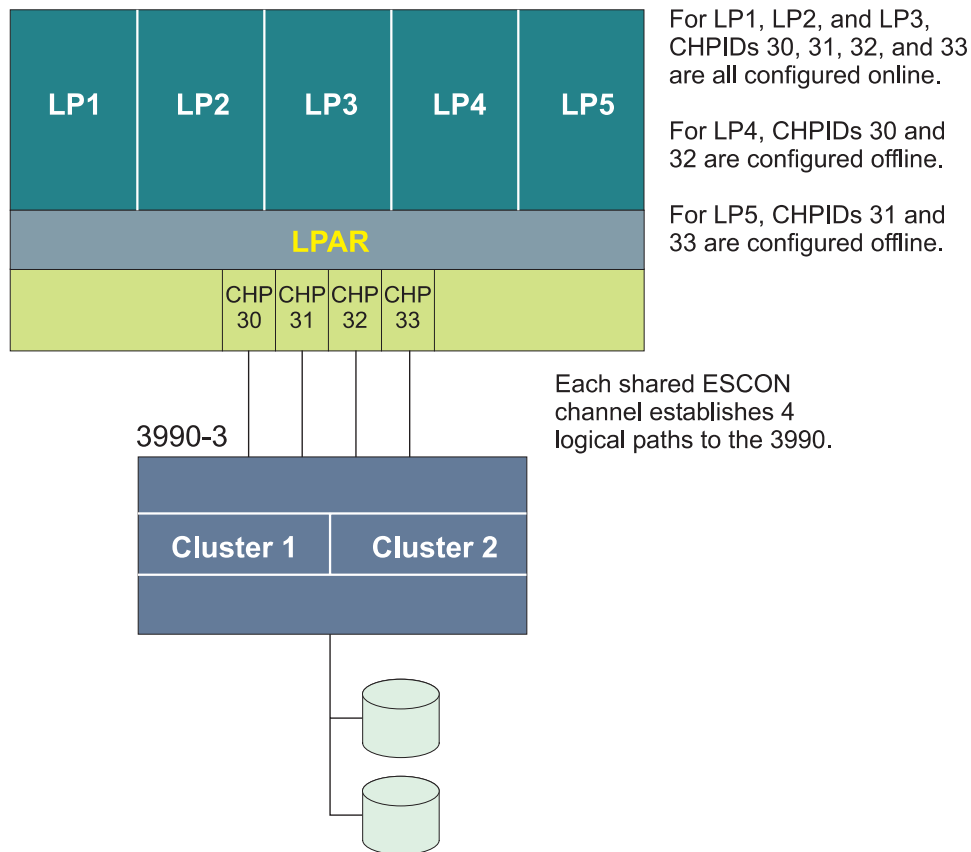 For LP1, LP2, and LP3,
CHPIDs 30, 31, 32, and 33
are all configured online.
For LP4, CHPIDs 30 and
32 are configured offline.
For LP5, CHPIDs 31 and
33 are configured offline.
LP1 LP2 LP3 LP4 LP5
LPAR
CHP CHP CHP CHP
30 31 32 33
Each shared ESCON
channel establishes 4
logical paths to the 3990.
3990-3
Cluster 1 Cluster 2